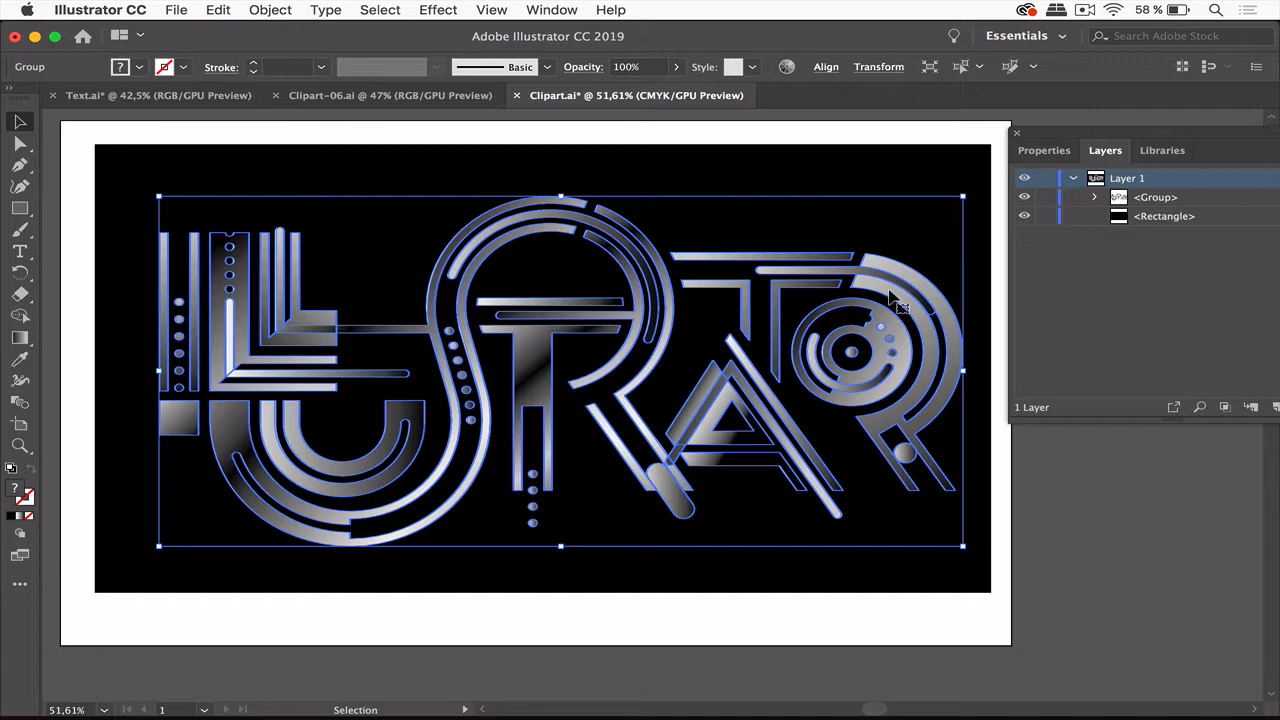 Illustrator CC File Edit Object Type Select Effect View Window Help 58 %
Adobe Illustrator CC 2019 Essentials Search Adobe Stock
Group ? Stroke: Basic Opacity: 100% Style: Align Transform
Text.ai* @ 42,5% (RGB/GPU Preview) Clipart-06.ai @ 47% (RGB/GPU Preview) Clipart.ai* @ 51,61% (CMYK/GPU Preview)
Properties Layers Libraries
Layer 1
<Group>
<Rectangle>
1 Layer
ILLUSTRATOR
?
51,61% 1 Selection